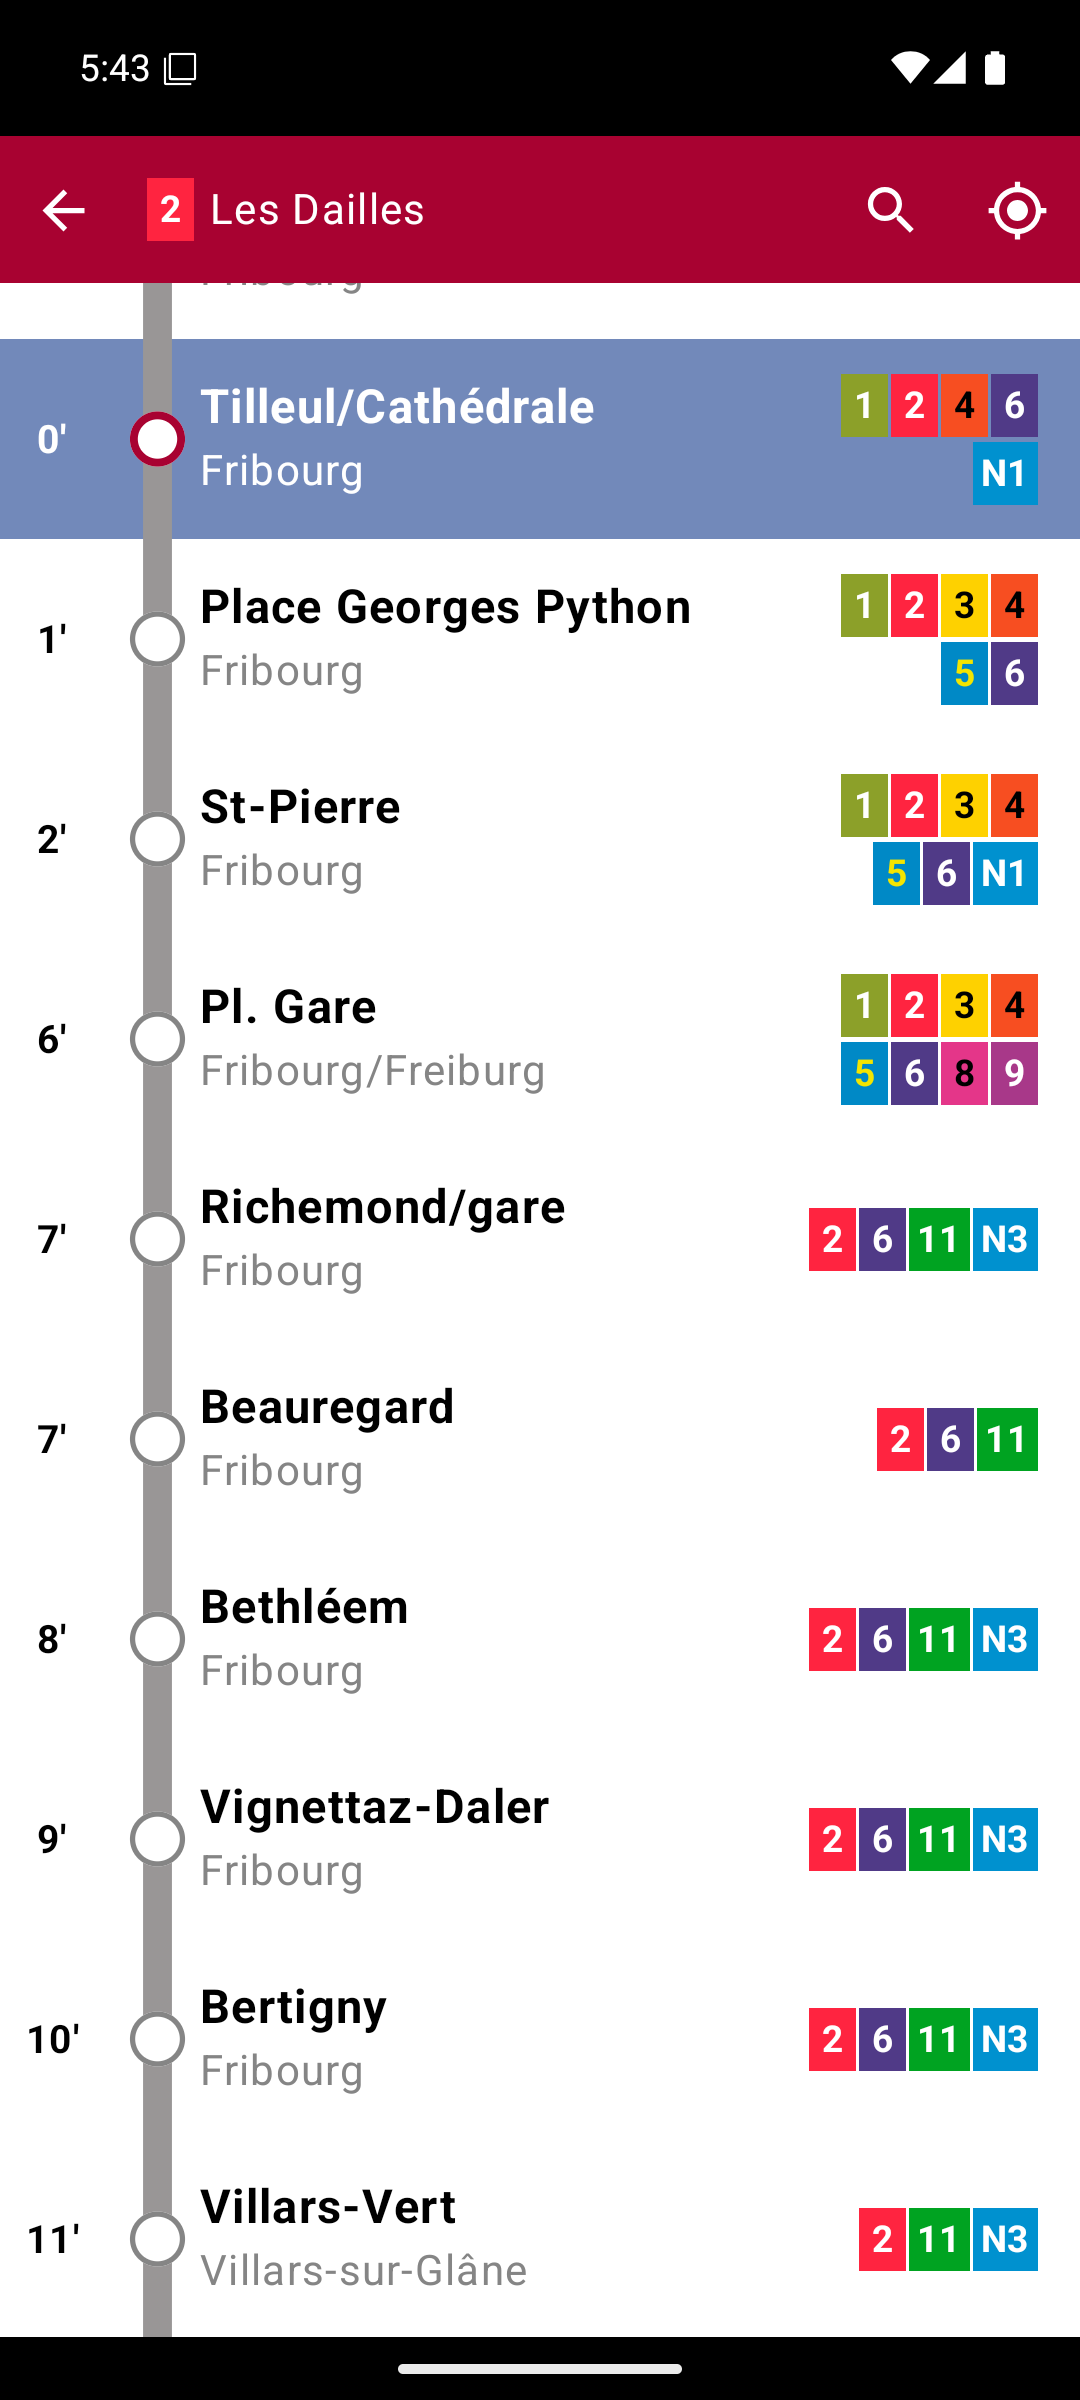 5:43
2 Les Dailles
0' Tilleul/Cathédrale 1 2 4 6
Fribourg N1
1' Place Georges Python 1 2 3 4
Fribourg 5 6
2' St-Pierre 1 2 3 4
Fribourg 5 6 N1
6' Pl. Gare 1 2 3 4
Fribourg/Freiburg 5 6 8 9
7' Richemond/gare 2 6 11 N3
Fribourg
7' Beauregard 2 6 11
Fribourg
8' Bethléem 2 6 11 N3
Fribourg
9' Vignettaz-Daler 2 6 11 N3
Fribourg
10' Bertigny 2 6 11 N3
Fribourg
11' Villars-Vert 2 11 N3
Villars-sur-Glâne